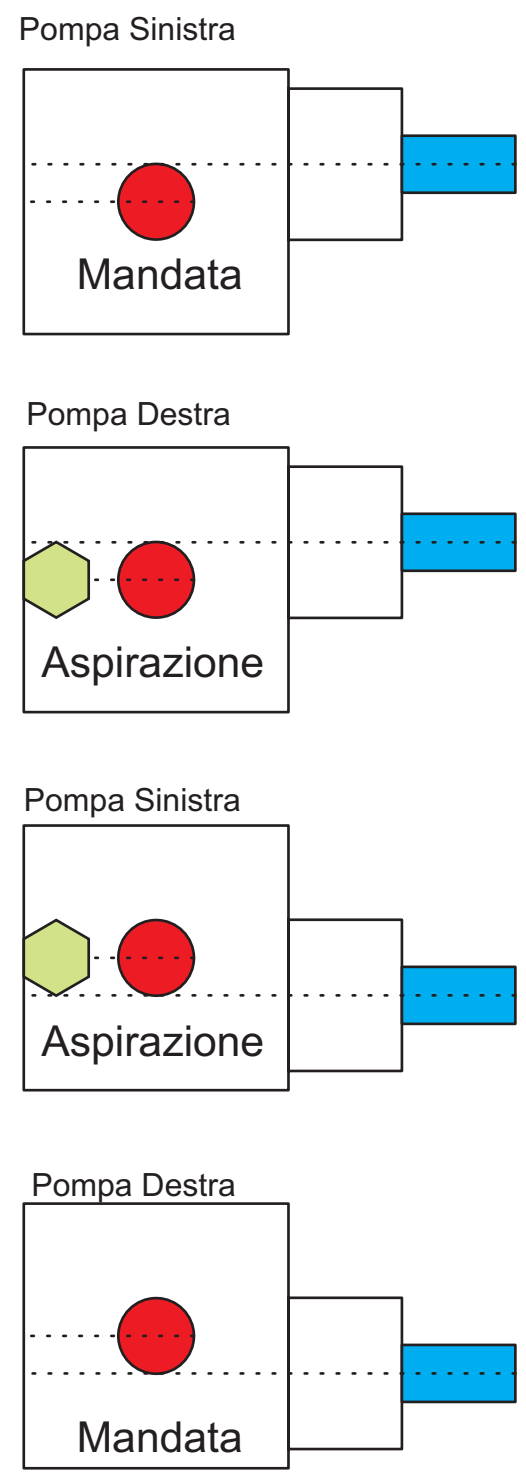 Pompa Sinistra
Mandata
Pompa Destra
Aspirazione
Pompa Sinistra
Aspirazione
Pompa Destra
Mandata